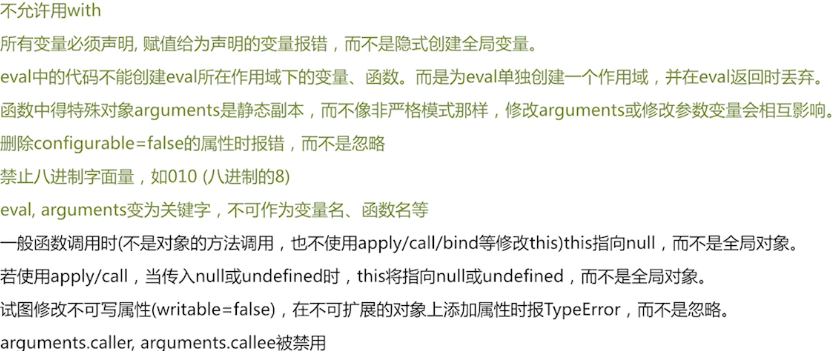 不允许用with
所有变量必须声明, 赋值给为声明的变量报错，而不是隐式创建全局变量。
eval中的代码不能创建eval所在作用域下的变量、函数。而是为eval单独创建一个作用域，并在eval返回时丢弃。
函数中得特殊对象arguments是静态副本，而不像非严格模式那样，修改arguments或修改参数变量会相互影响。
删除configurable=false的属性时报错，而不是忽略
禁止八进制字面量，如010 (八进制的8)
eval, arguments变为关键字，不可作为变量名、函数名等
一般函数调用时(不是对象的方法调用，也不使用apply/call/bind等修改this)this指向null，而不是全局对象。
若使用apply/call，当传入null或undefined时，this将指向null或undefined，而不是全局对象。
试图修改不可写属性(writable=false)，在不可扩展的对象上添加属性时报TypeError，而不是忽略。
arguments.caller, arguments.callee被禁用